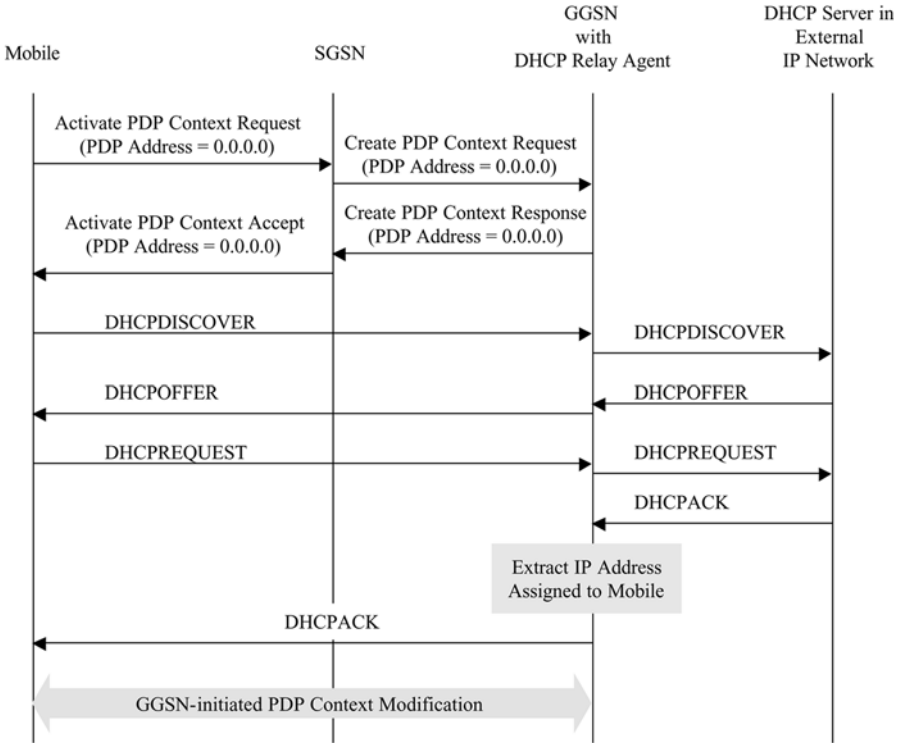 Mobile
SGSN
GGSN
with
DHCP Relay Agent
DHCP Server in
External
IP Network
Activate PDP Context Request
(PDP Address = 0.0.0.0)
Create PDP Context Request
(PDP Address = 0.0.0.0)
Create PDP Context Response
(PDP Address = 0.0.0.0)
Activate PDP Context Accept
(PDP Address = 0.0.0.0)
DHCPDISCOVER
DHCPDISCOVER
DHCPOFFER
DHCPOFFER
DHCPREQUEST
DHCPREQUEST
DHCPACK
Extract IP Address
Assigned to Mobile
DHCPACK
GGSN-initiated PDP Context Modification